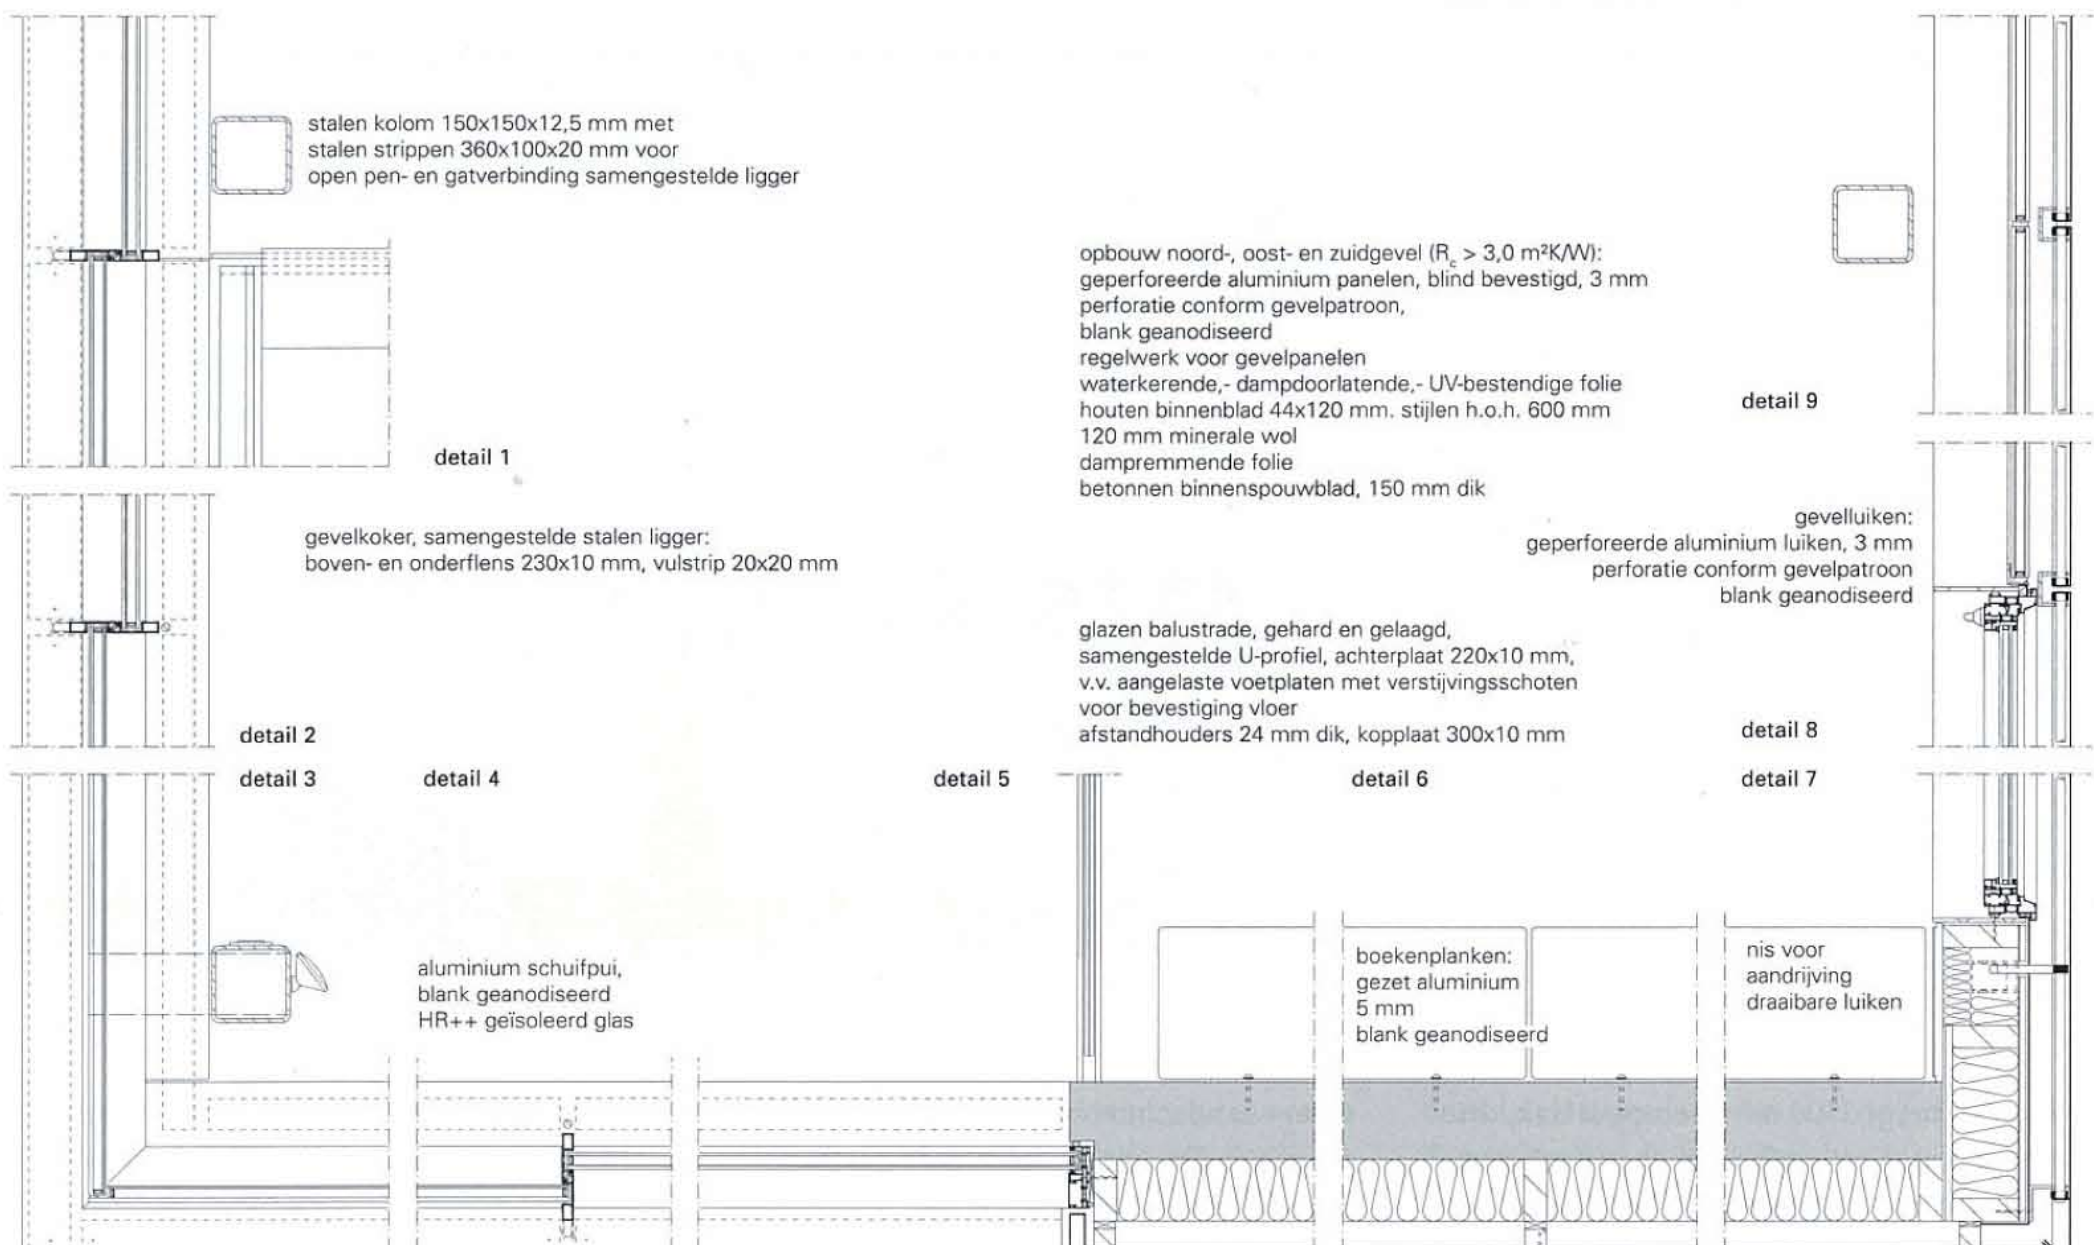 stalen kolom 150x150x12,5 mm met
stalen strippen 360x100x20 mm voor
open pen- en gatverbinding samengestelde ligger
detail 1
gevelkoker, samengestelde stalen ligger:
boven- en onderflens 230x10 mm, vulstrip 20x20 mm
detail 2
opbouw noord-, oost- en zuidgevel (Rc > 3,0 m²K/W):
geperforeerde aluminium panelen, blind bevestigd, 3 mm
perforatie conform gevelpatroon,
blank geanodiseerd
regelwerk voor gevelpanelen
waterkerende,- dampdoorlatende,- UV-bestendige folie
houten binnenblad 44x120 mm. stijlen h.o.h. 600 mm
120 mm minerale wol
dampremmende folie
betonnen binnenspouwblad, 150 mm dik
detail 9
gevelluiken:
geperforeerde aluminium luiken, 3 mm
perforatie conform gevelpatroon
blank geanodiseerd
glazen balustrade, gehard en gelaagd,
samengestelde U-profiel, achterplaat 220x10 mm,
v.v. aangelaste voetplaten met verstijvingsschoten
voor bevestiging vloer
afstandhouders 24 mm dik, kopplaat 300x10 mm
detail 8
detail 3
detail 4
detail 5
detail 6
detail 7
aluminium schuifpui,
blank geanodiseerd
HR++ geïsoleerd glas
boekenplanken:
gezet aluminium
5 mm
blank geanodiseerd
nis voor
aandrijving
draaibare luiken